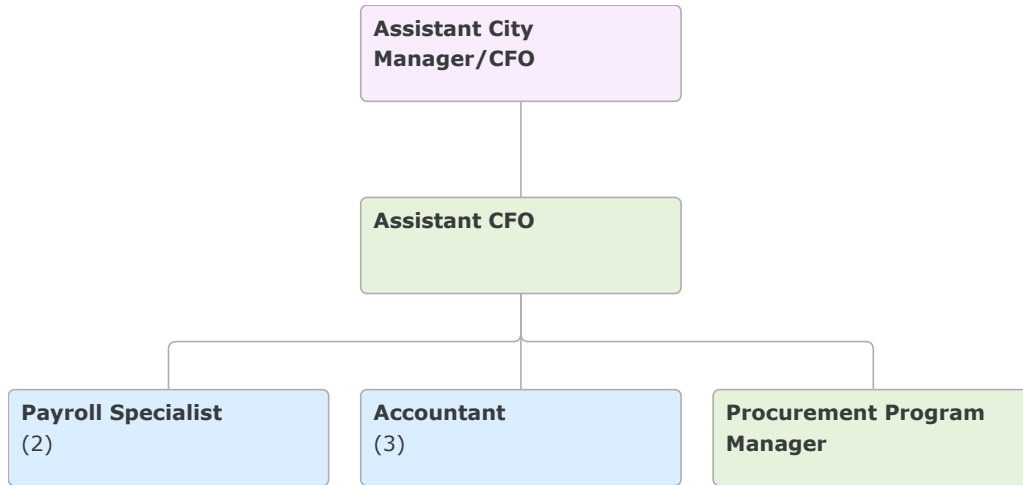 Assistant City
Manager/CFO
Assistant CFO
Payroll Specialist
(2)
Accountant
(3)
Procurement Program
Manager